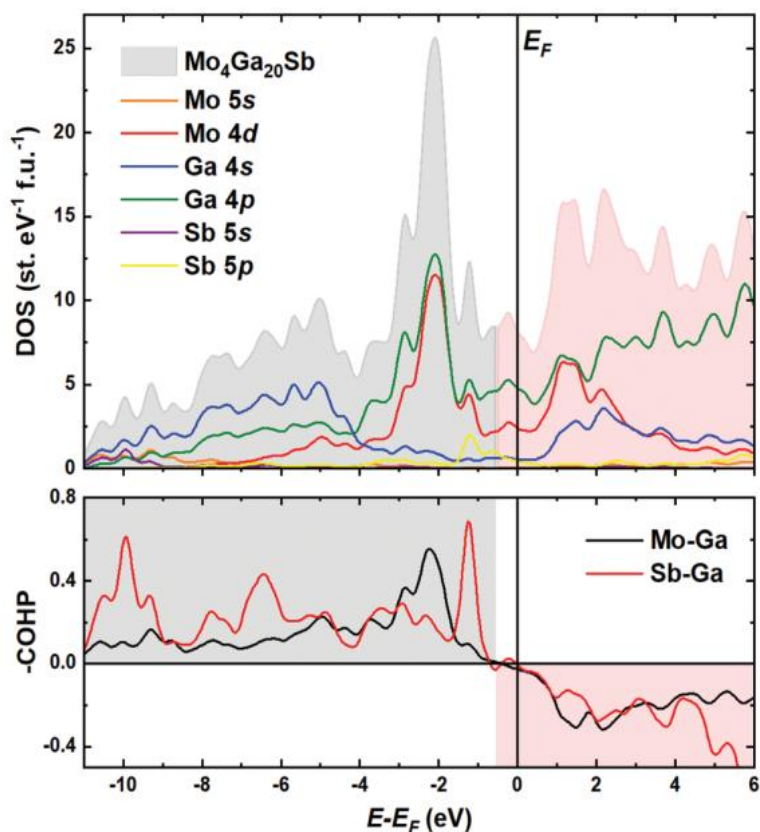 E_F
Mo₄Ga₂₀Sb
Mo 5s
Mo 4d
Ga 4s
Ga 4p
Sb 5s
Sb 5p
DOS (st. eV⁻¹ f.u.⁻¹)
25
20
15
10
5
0
Mo-Ga
Sb-Ga
-COHP
0.8
0.4
0.0
-0.4
-10 -8 -6 -4 -2 0 2 4 6
E-E_F (eV)